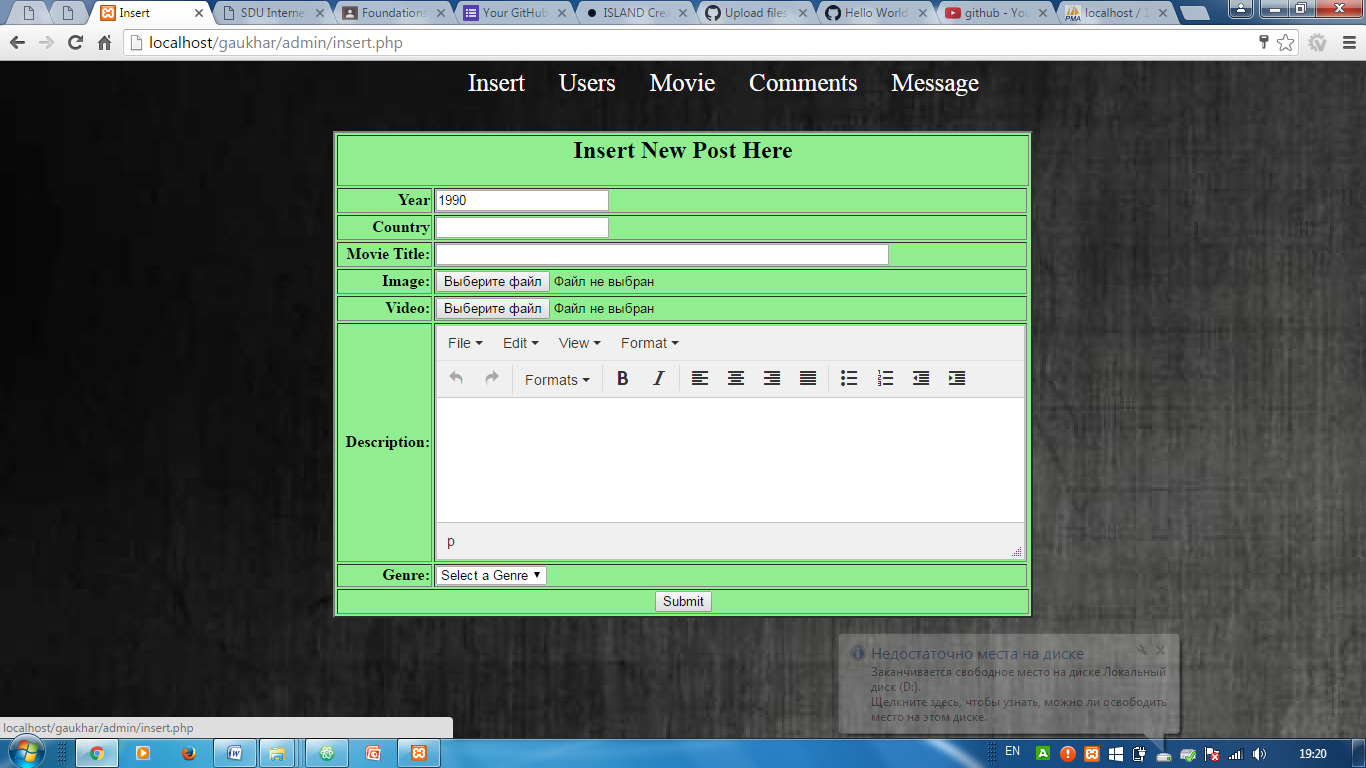 Insert
SDU Interne
Foundations
Your GitHub
ISLAND Crea
Upload files
Hello World
github - You
localhost / 1
localhost/gaukhar/admin/insert.php
Insert Users Movie Comments Message
Insert New Post Here
Year 1990
Country
Movie Title:
Image: Выберите файл Файл не выбран
Video: Выберите файл Файл не выбран
File Edit View Format
Formats B I
Description:
p
Genre: Select a Genre
Submit
Недостаточно места на диске
Заканчивается свободное место на диске Локальный
диск (D:).
Щелкните здесь, чтобы узнать, можно ли освободить
место на этом диске.
localhost/gaukhar/admin/insert.php
EN
19:20